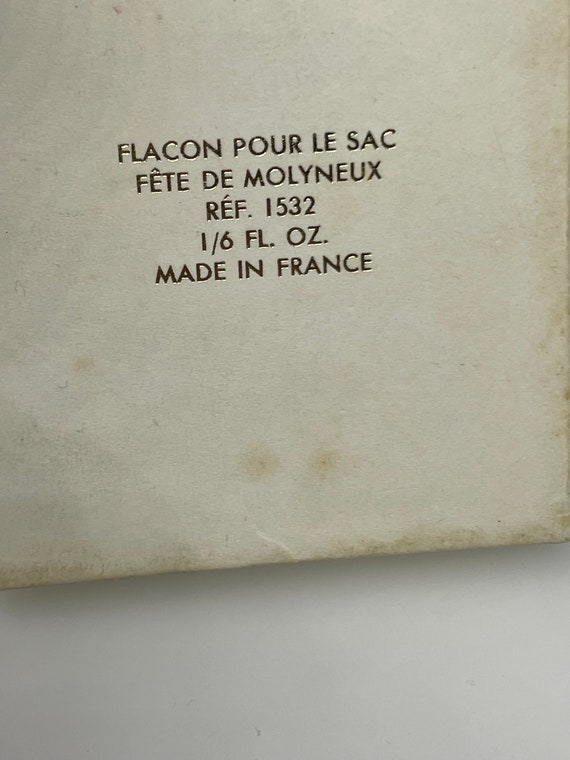 FLACON POUR LE SAC
FÊTE DE MOLYNEUX
RÉF. 1532
1/6 FL. OZ.
MADE IN FRANCE